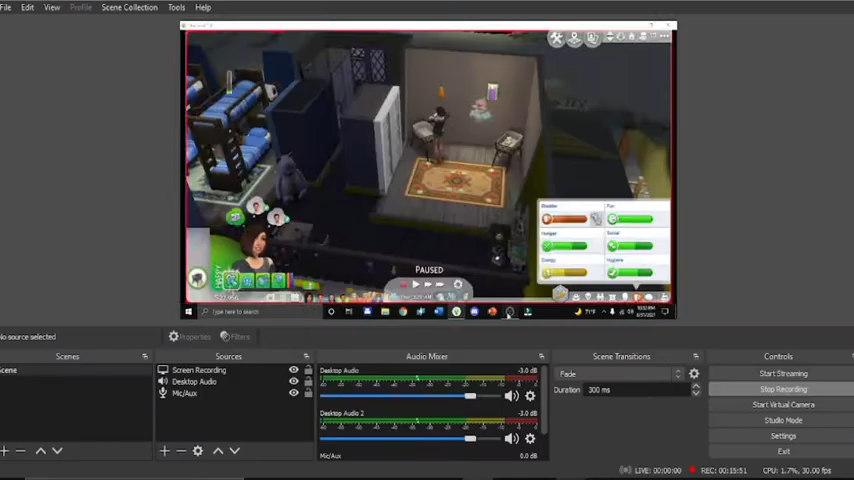 File Edit View Profile Scene Collection Tools Help
Bladder Fun
Hunger Social
Energy Hygiene
PAUSED
Type here to search
71°F
No source selected
Properties Filters
Scenes Sources Audio Mixer Scene Transitions Controls
Scene
Screen Recording
Desktop Audio
Mic/Aux
Desktop Audio -3.0 dB
Desktop Audio 2 -3.0 dB
Mic/Aux 0.0 dB
Fade
Duration 300 ms
Start Streaming
Stop Recording
Start Virtual Camera
Studio Mode
Settings
Exit
LIVE: 00:00:00 REC: 00:15:51 CPU: 1.7%, 30.00 fps